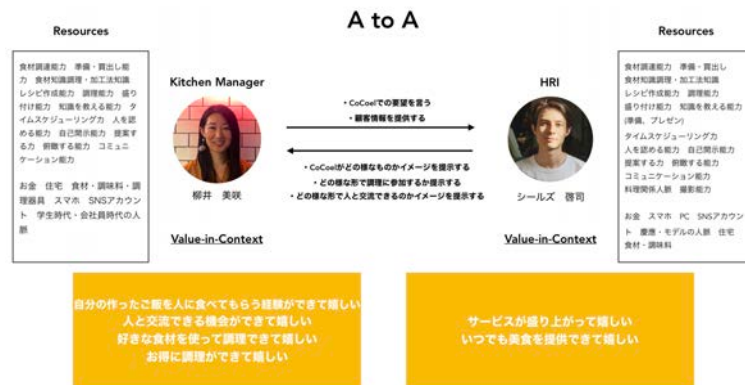 A to A
Resources
食材調達能力 準備・買出し能
力 食材知識調理・加工法知識
レシピ作成能力 調理能力 盛り
付け能力 知識を教える能力 タ
イムスケジューリング力 人を認
める能力 自己開示能力 提案す
る力 俯瞰する能力 コミュニ
ケーション能力
お金 住宅 食材・調味料・調
理器具 スマホ SNSアカウン
ト 学生時代・会社員時代の人
脈
Kitchen Manager
柳井 美咲
Value-in-Context
・CoCoelでの要望を言う
・顧客情報を提供する
・CoCoelがどの様なものかイメージを提示する
・どの様な形で調理に参加するか提示する
・どの様な形で人と交流できるのかイメージを提示する
HRI
シールズ 啓司
Value-in-Context
Resources
食材調達能力 準備・買出し
食材知識調理・加工法知識
レシピ作成能力 調理能力
盛り付け能力 知識を教える能力
(準備、プレゼン)
タイムスケジューリング力
人を認める能力 自己開示能力
提案する力 俯瞰する能力
コミュニケーション能力
料理関係人脈 撮影能力
お金 スマホ PC SNSアカウン
ト 慶應・モデルの人脈 住宅
食材・調味料
自分の作ったご飯を人に食べてもらう経験ができて嬉しい
人と交流できる機会ができて嬉しい
好きな食材を使って調理できて嬉しい
お得に調理ができて嬉しい
サービスが盛り上がって嬉しい
いつでも美食を提供できて嬉しい